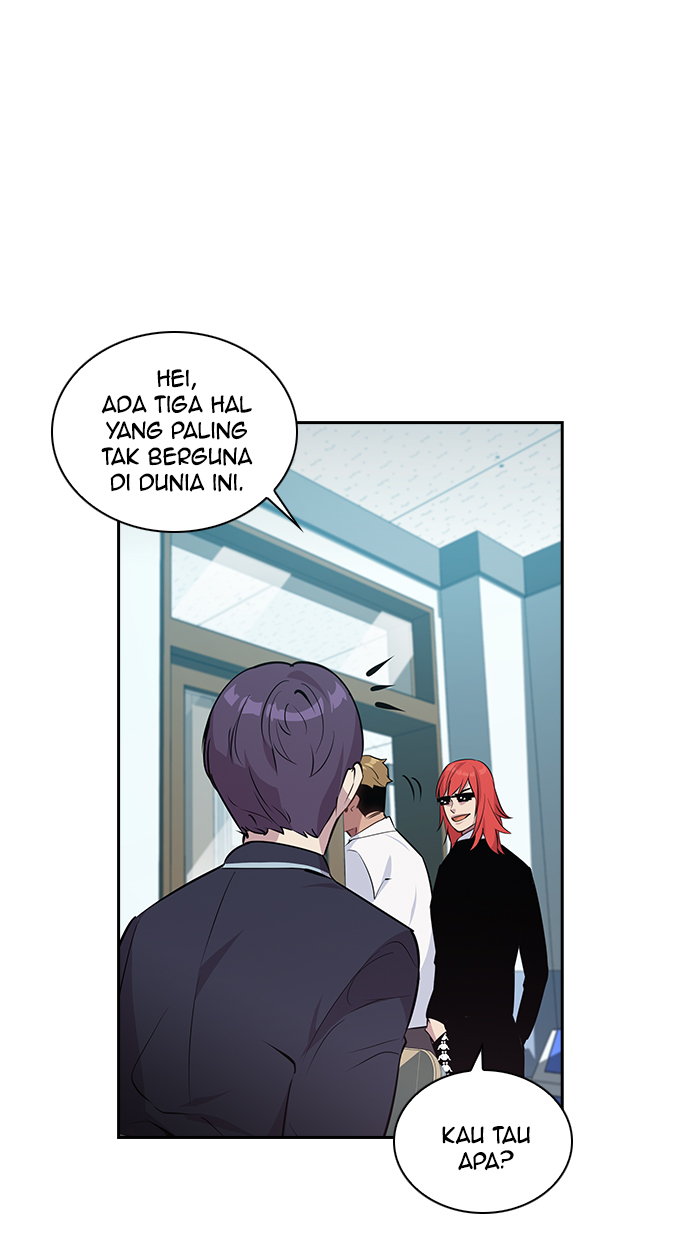 HEI,
ADA TIGA HAL
YANG PALING
TAK BERGUNA
DI DUNIA INI.
KAU TAU
APA?